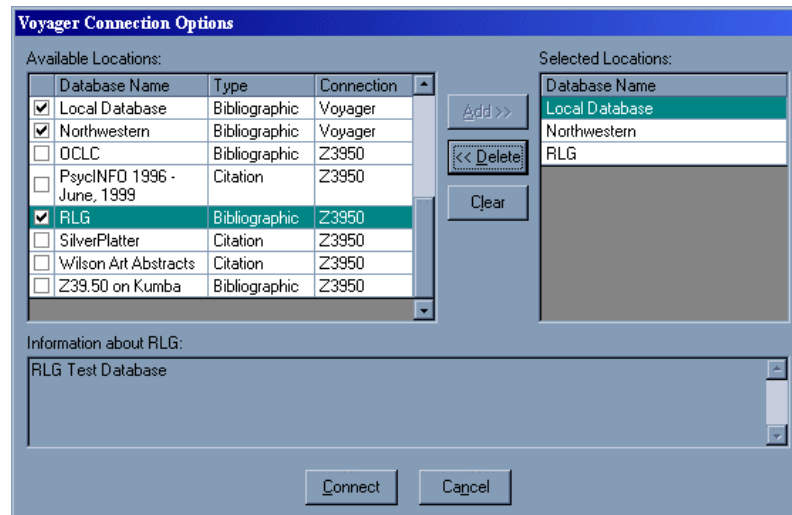 Voyager Connection Options
Available Locations:
Selected Locations:
Database Name Type Connection
Local Database Bibliographic Voyager
Northwestern Bibliographic Voyager
OCLC Bibliographic Z3950
PsycINFO 1996 - Citation Z3950
June, 1999
RLG Bibliographic Z3950
SilverPlatter Citation Z3950
Wilson Art Abstracts Citation Z3950
Z39.50 on Kumba Bibliographic Z3950
Add >>
<< Delete
Clear
Database Name
Local Database
Northwestern
RLG
Information about RLG:
RLG Test Database
Connect
Cancel